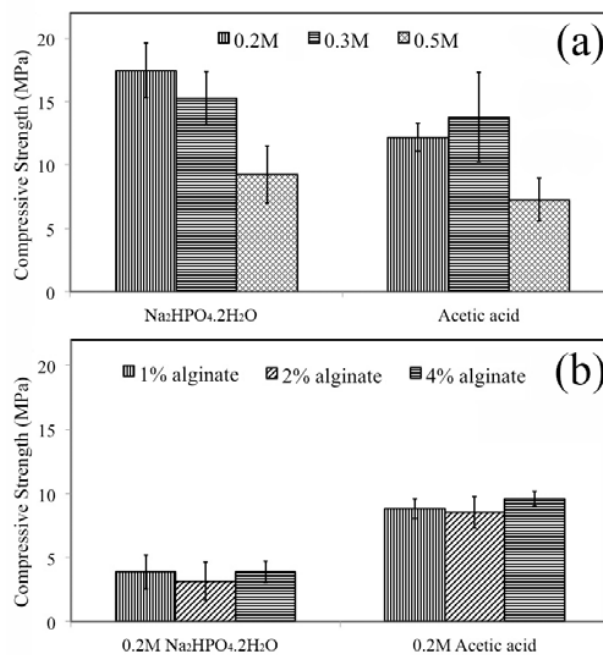 20
15
10
5
0
Compressive Strength (MPa)
0.2M 0.3M 0.5M
(a)
Na₂HPO₄.2H₂O Acetic acid
20
15
10
5
0
Compressive Strength (MPa)
1% alginate 2% alginate 4% alginate
(b)
0.2M Na₂HPO₄.2H₂O 0.2M Acetic acid